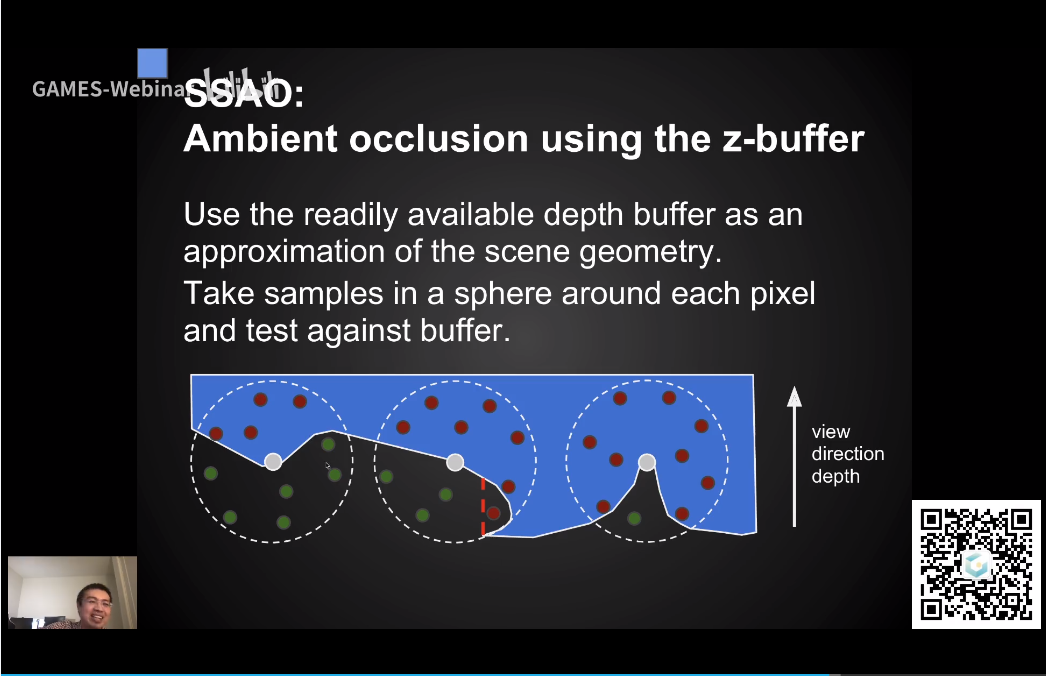 GAMES-Webinar
SSAO:
Ambient occlusion using the z-buffer
Use the readily available depth buffer as an
approximation of the scene geometry.
Take samples in a sphere around each pixel
and test against buffer.
view
direction
depth